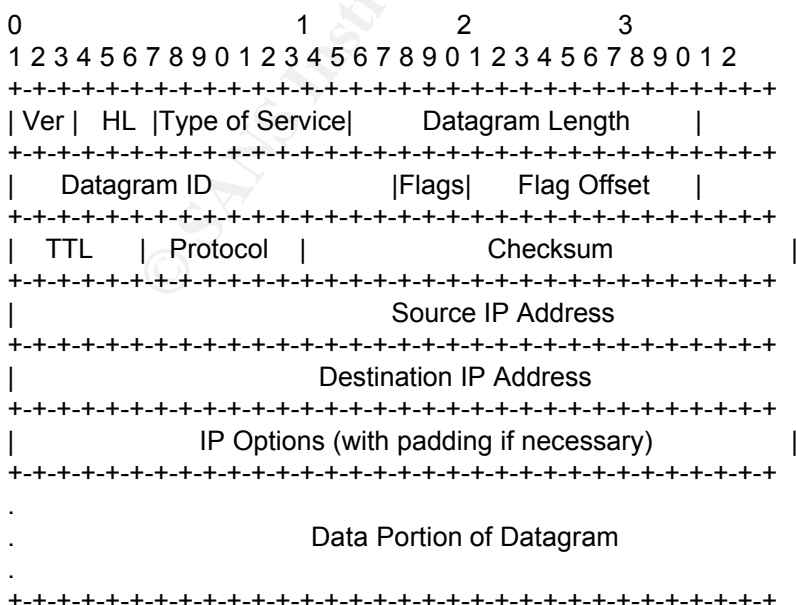 0 1 2 3
1 2 3 4 5 6 7 8 9 0 1 2 3 4 5 6 7 8 9 0 1 2 3 4 5 6 7 8 9 0 1 2
+-+-+-+-+-+-+-+-+-+-+-+-+-+-+-+-+-+-+-+-+-+-+-+-+-+-+-+-+-+-+-+-+
| Ver | HL |Type of Service| Datagram Length |
+-+-+-+-+-+-+-+-+-+-+-+-+-+-+-+-+-+-+-+-+-+-+-+-+-+-+-+-+-+-+-+-+
| Datagram ID |Flags| Flag Offset |
+-+-+-+-+-+-+-+-+-+-+-+-+-+-+-+-+-+-+-+-+-+-+-+-+-+-+-+-+-+-+-+-+
| TTL | Protocol | Checksum |
+-+-+-+-+-+-+-+-+-+-+-+-+-+-+-+-+-+-+-+-+-+-+-+-+-+-+-+-+-+-+-+-+
| Source IP Address
+-+-+-+-+-+-+-+-+-+-+-+-+-+-+-+-+-+-+-+-+-+-+-+-+-+-+-+-+-+-+-+-+
| Destination IP Address
+-+-+-+-+-+-+-+-+-+-+-+-+-+-+-+-+-+-+-+-+-+-+-+-+-+-+-+-+-+-+-+-+
| IP Options (with padding if necessary) |
+-+-+-+-+-+-+-+-+-+-+-+-+-+-+-+-+-+-+-+-+-+-+-+-+-+-+-+-+-+-+-+-+
.
. Data Portion of Datagram
.
+-+-+-+-+-+-+-+-+-+-+-+-+-+-+-+-+-+-+-+-+-+-+-+-+-+-+-+-+-+-+-+-+
© SANS